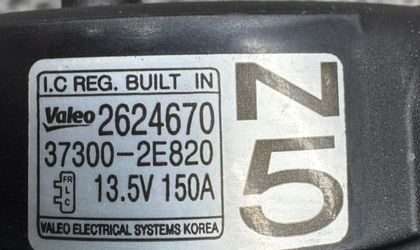 I.C REG. BUILT IN
Valeo 2624670
37300-2E820
FR
L
C
13.5V 150A
VALEO ELECTRICAL SYSTEMS KOREA
N
5